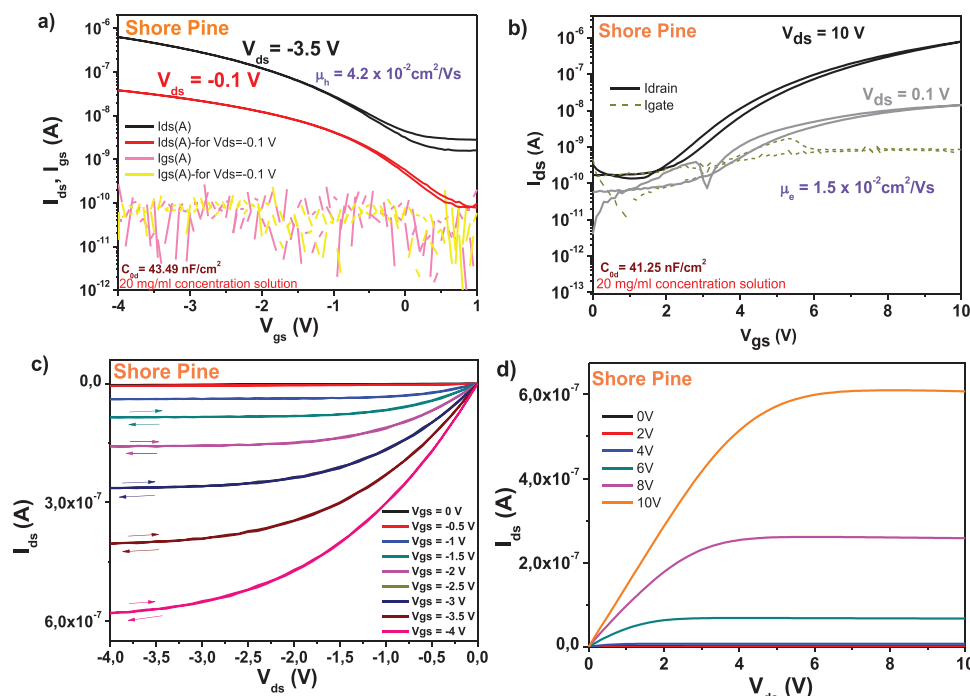 a)
Shore Pine
V_ds = -3.5 V
μ_h = 4.2 x 10^-2 cm^2/Vs
V_ds = -0.1 V
Ids(A)
Ids(A)-for Vds=-0.1 V
Igs(A)
Igs(A)-for Vds=-0.1 V
C_0d = 43.49 nF/cm^2
20 mg/ml concentration solution
I_ds, I_gs (A)
10^-6
10^-7
10^-8
10^-9
10^-10
10^-11
10^-12
-4 -3 -2 -1 0 1
V_gs (V)
b)
Shore Pine
V_ds = 10 V
Idrain
Igate
V_ds = 0.1 V
μ_e = 1.5 x 10^-2 cm^2/Vs
C_0d = 41.25 nF/cm^2
20 mg/ml concentration solution
I_ds (A)
10^-6
10^-7
10^-8
10^-9
10^-10
10^-11
10^-12
10^-13
0 2 4 6 8 10
V_gs (V)
c)
Shore Pine
0,0
3,0x10^-7
6,0x10^-7
I_ds (A)
Vgs = 0 V
Vgs = -0.5 V
Vgs = -1 V
Vgs = -1.5 V
Vgs = -2 V
Vgs = -2.5 V
Vgs = -3 V
Vgs = -3.5 V
Vgs = -4 V
-4,0 -3,5 -3,0 -2,5 -2,0 -1,5 -1,0 -0,5 0,0
V_ds (V)
d)
Shore Pine
6,0x10^-7
4,0x10^-7
2,0x10^-7
0,0
I_ds (A)
0V
2V
4V
6V
8V
10V
0 2 4 6 8 10
V_ds (V)